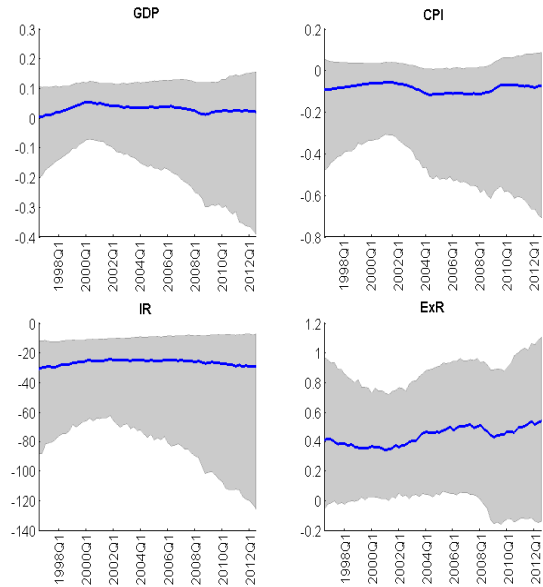 GDP
0.3
0.2
0.1
0
-0.1
-0.2
-0.3
-0.4
1998Q1
2000Q1
2002Q1
2004Q1
2006Q1
2008Q1
2010Q1
2012Q1
CPI
0.2
0
-0.2
-0.4
-0.6
-0.8
1998Q1
2000Q1
2002Q1
2004Q1
2006Q1
2008Q1
2010Q1
2012Q1
IR
0
-20
-40
-60
-80
-100
-120
-140
1998Q1
2000Q1
2002Q1
2004Q1
2006Q1
2008Q1
2010Q1
2012Q1
ExR
1.2
1
0.8
0.6
0.4
0.2
0
-0.2
1998Q1
2000Q1
2002Q1
2004Q1
2006Q1
2008Q1
2010Q1
2012Q1